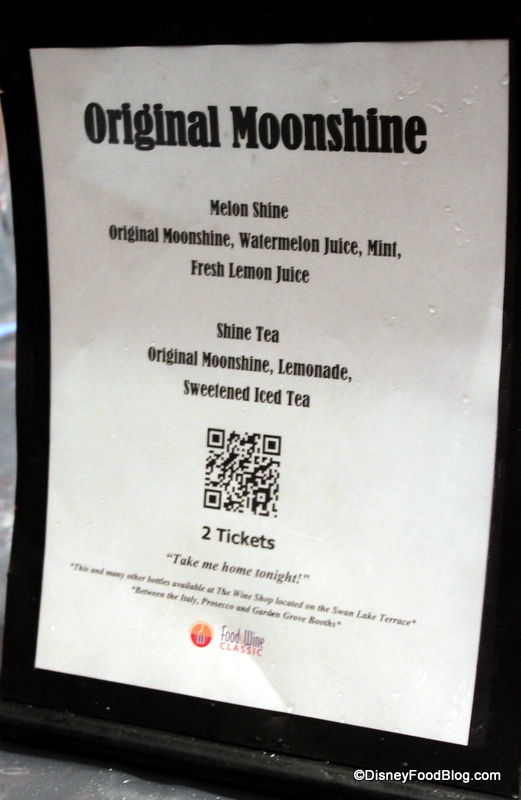 Original Moonshine
Melon Shine
Original Moonshine, Watermelon Juice, Mint,
Fresh Lemon Juice
Shine Tea
Original Moonshine, Lemonade,
Sweetened Iced Tea
2 Tickets
"Take me home tonight!"
*This and many other bottles available at The Wine Shop located on the Swan Lake Terrace*
*Between the Italy, Prosecco and Garden Grove Booths*
Food & Wine
CLASSIC
©DisneyFoodBlog.com